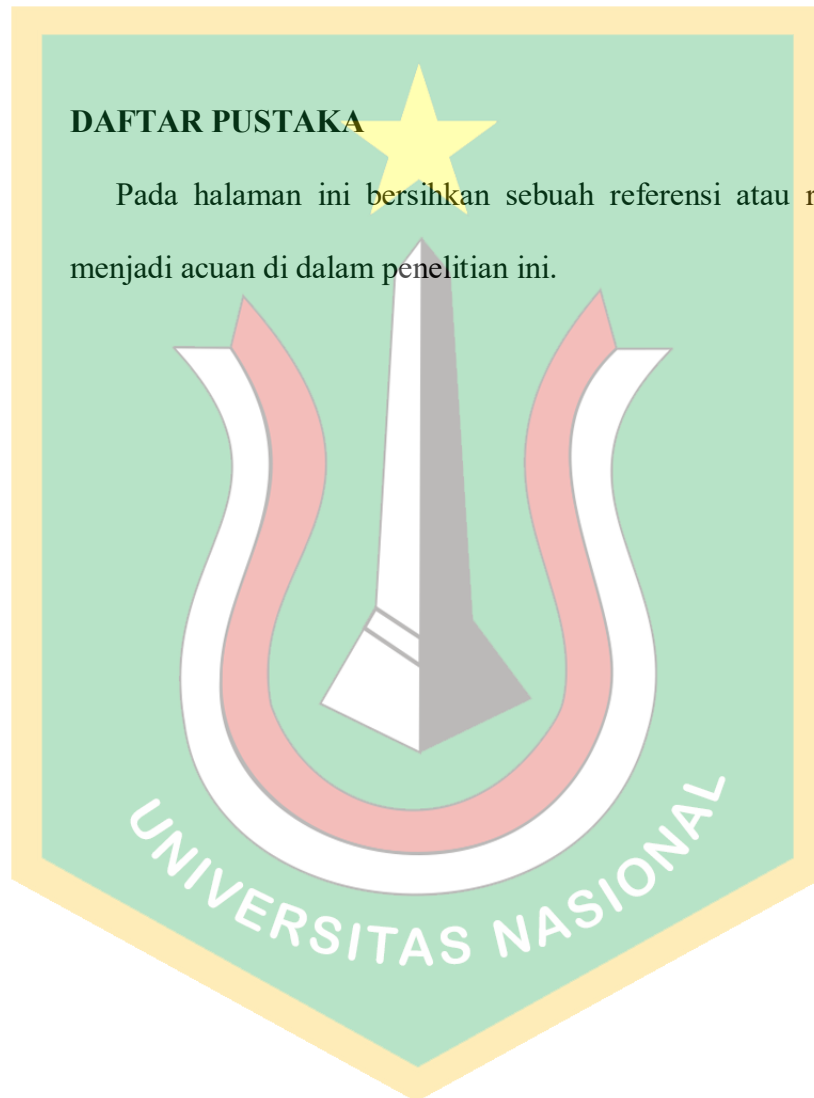 DAFTAR PUSTAKA
Pada halaman ini bersihkan sebuah referensi atau
menjadi acuan di dalam penelitian ini.
UNIVERSITAS NASIONAL